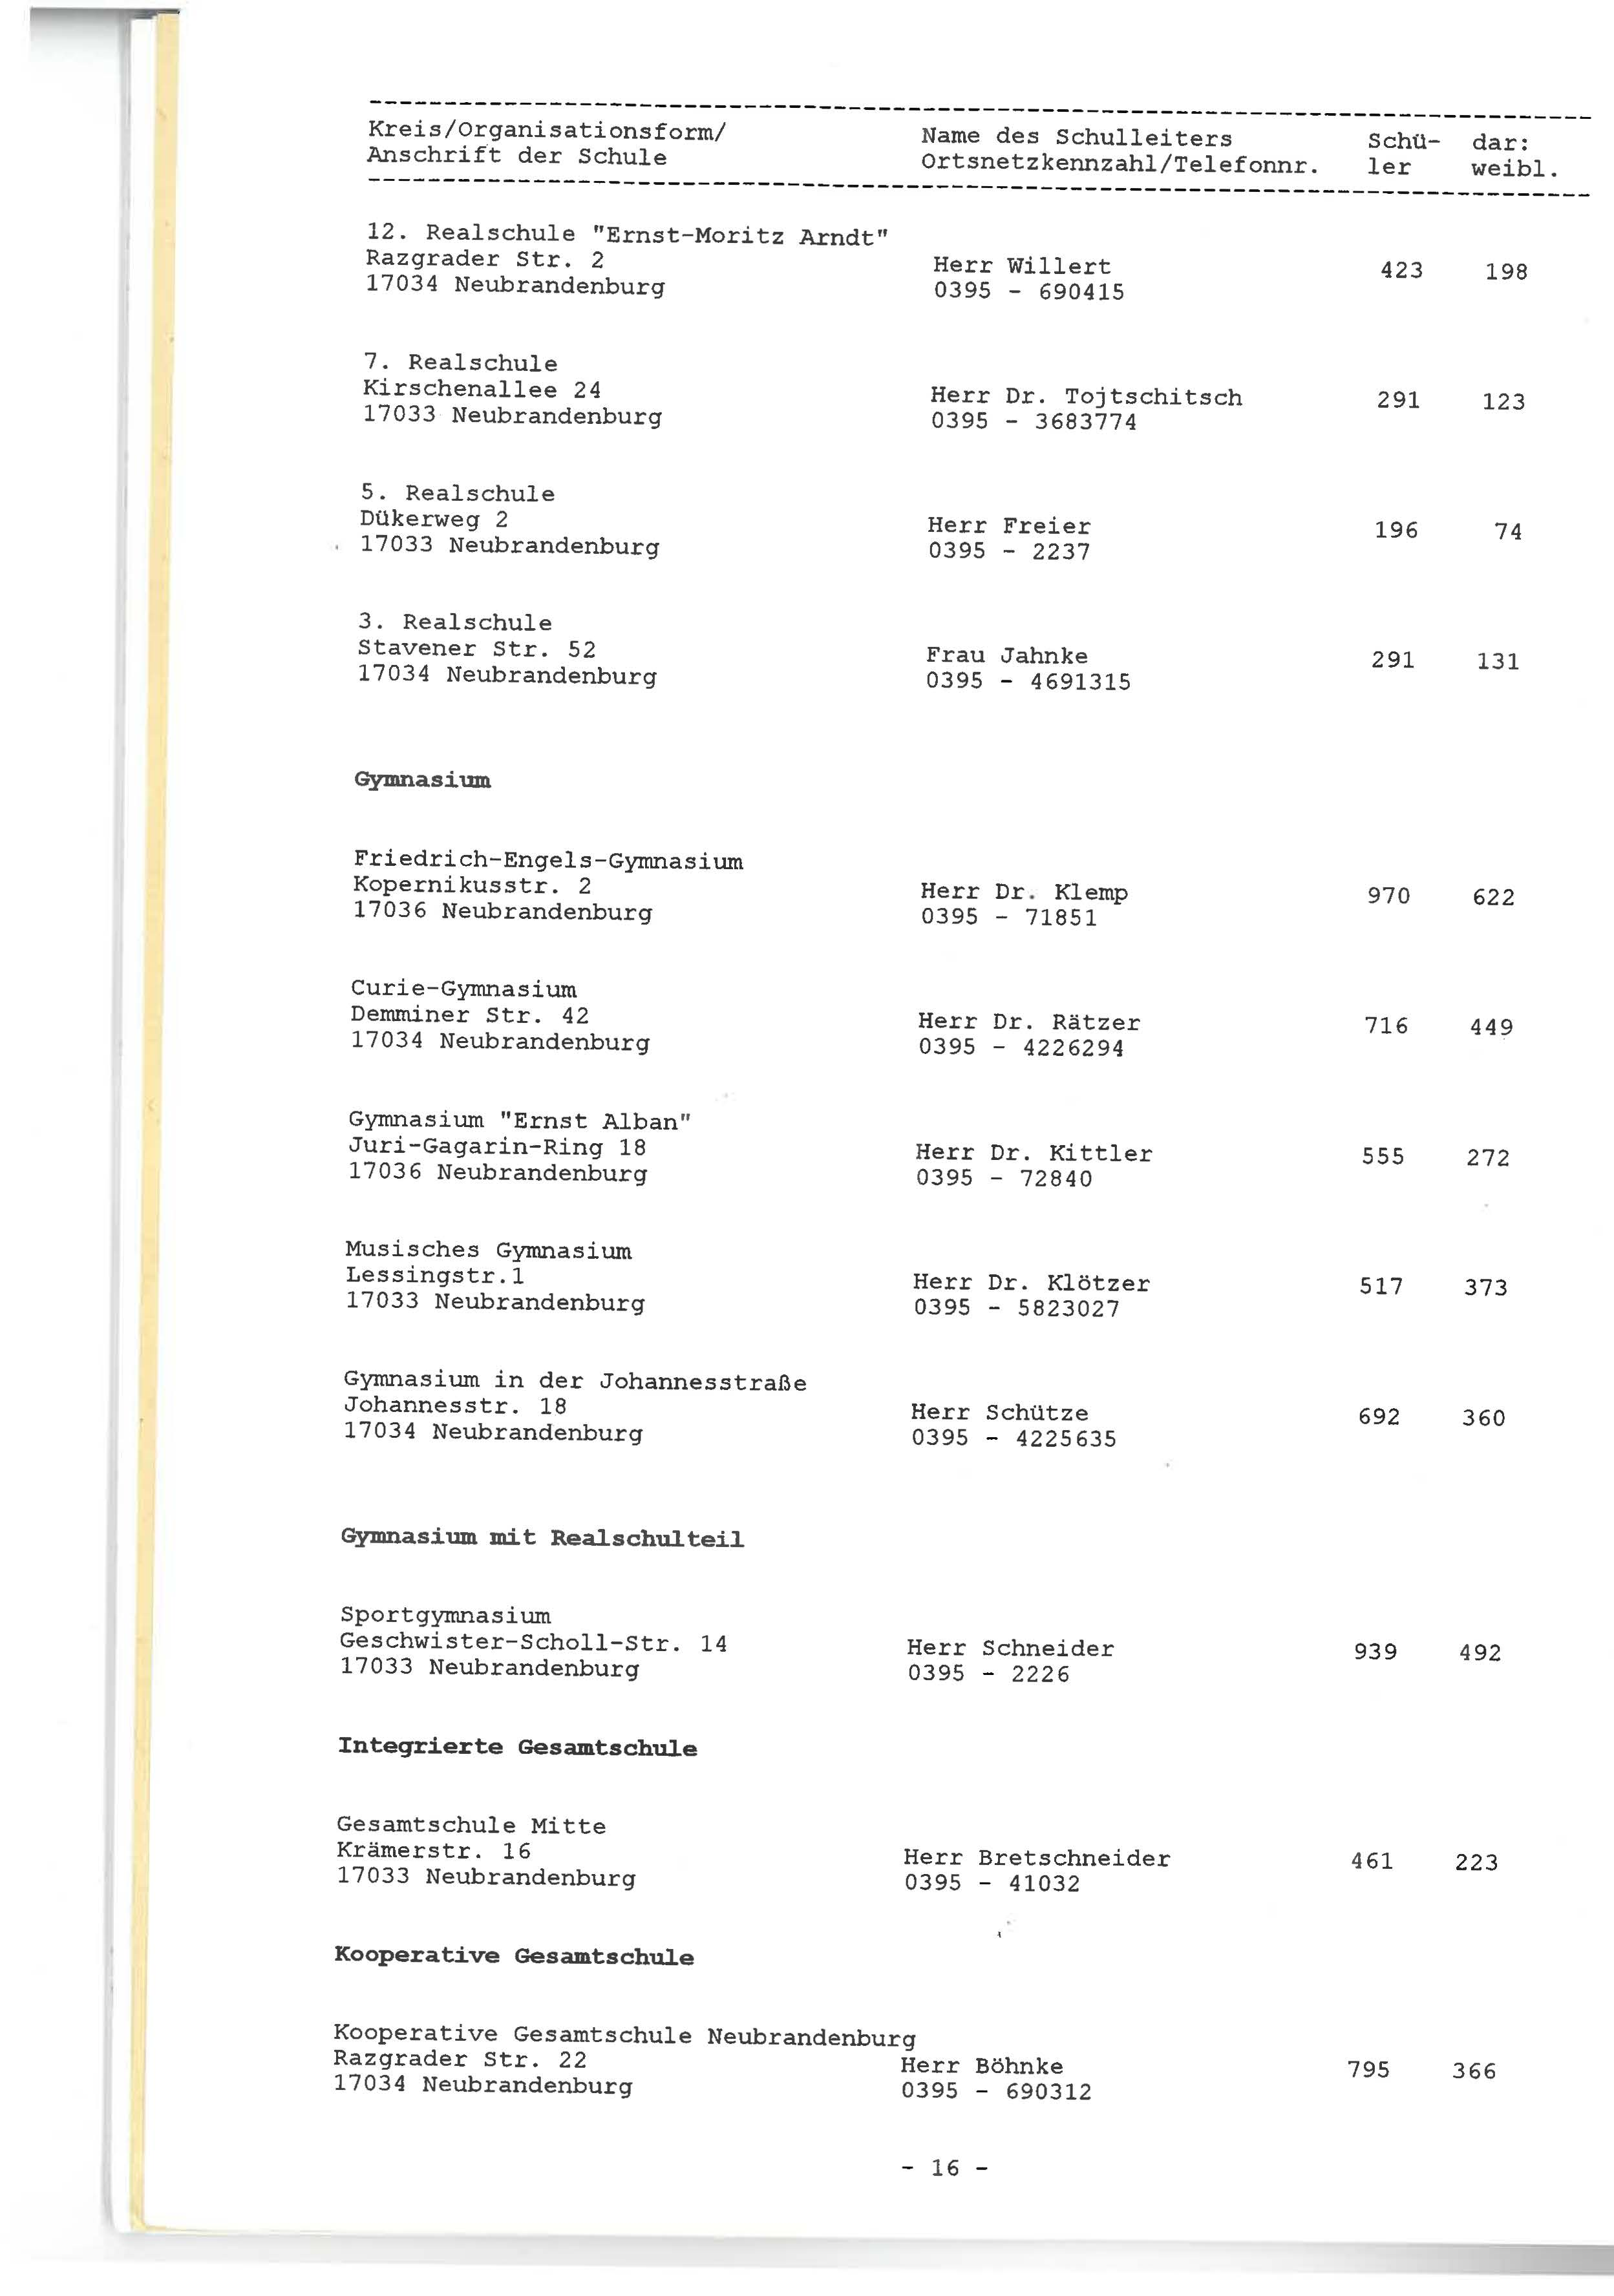 Kreis/Organisationsform/ Name des Schulleiters Schü- dar:
Anschrift der Schule Ortsnetzkennzahl/Telefonnr. ler weibl.
12. Realschule "Ernst-Moritz Arndt"
Razgrader Str. 2 Herr Willert 423 198
17034 Neubrandenburg 0395 - 690415
7. Realschule
Kirschenallee 24 Herr Dr. Tojtschitsch 291 123
17033 Neubrandenburg 0395 - 3683774
5. Realschule
Dükerweg 2 Herr Freier 196 74
17033 Neubrandenburg 0395 - 2237
3. Realschule
Stavener Str. 52 Frau Jahnke 291 131
17034 Neubrandenburg 0395 - 4691315
Gymnasium
Friedrich-Engels-Gymnasium
Kopernikusstr. 2 Herr Dr. Klemp 970 622
17036 Neubrandenburg 0395 - 71851
Curie-Gymnasium
Demminer Str. 42 Herr Dr. Rätzer 716 449
17034 Neubrandenburg 0395 - 4226294
Gymnasium "Ernst Alban"
Juri-Gagarin-Ring 18 Herr Dr. Kittler 555 272
17036 Neubrandenburg 0395 - 72840
Musisches Gymnasium
Lessingstr.1 Herr Dr. Klötzer 517 373
17033 Neubrandenburg 0395 - 5823027
Gymnasium in der Johannesstraße
Johannesstr. 18 Herr Schütze 692 360
17034 Neubrandenburg 0395 - 4225635
Gymnasium mit Realschulteil
Sportgymnasium
Geschwister-Scholl-Str. 14 Herr Schneider 939 492
17033 Neubrandenburg 0395 - 2226
Integrierte Gesamtschule
Gesamtschule Mitte
Krämerstr. 16 Herr Bretschneider 461 223
17033 Neubrandenburg 0395 - 41032
Kooperative Gesamtschule
Kooperative Gesamtschule Neubrandenburg
Razgrader Str. 22 Herr Böhnke 795 366
17034 Neubrandenburg 0395 - 690312
- 16 -